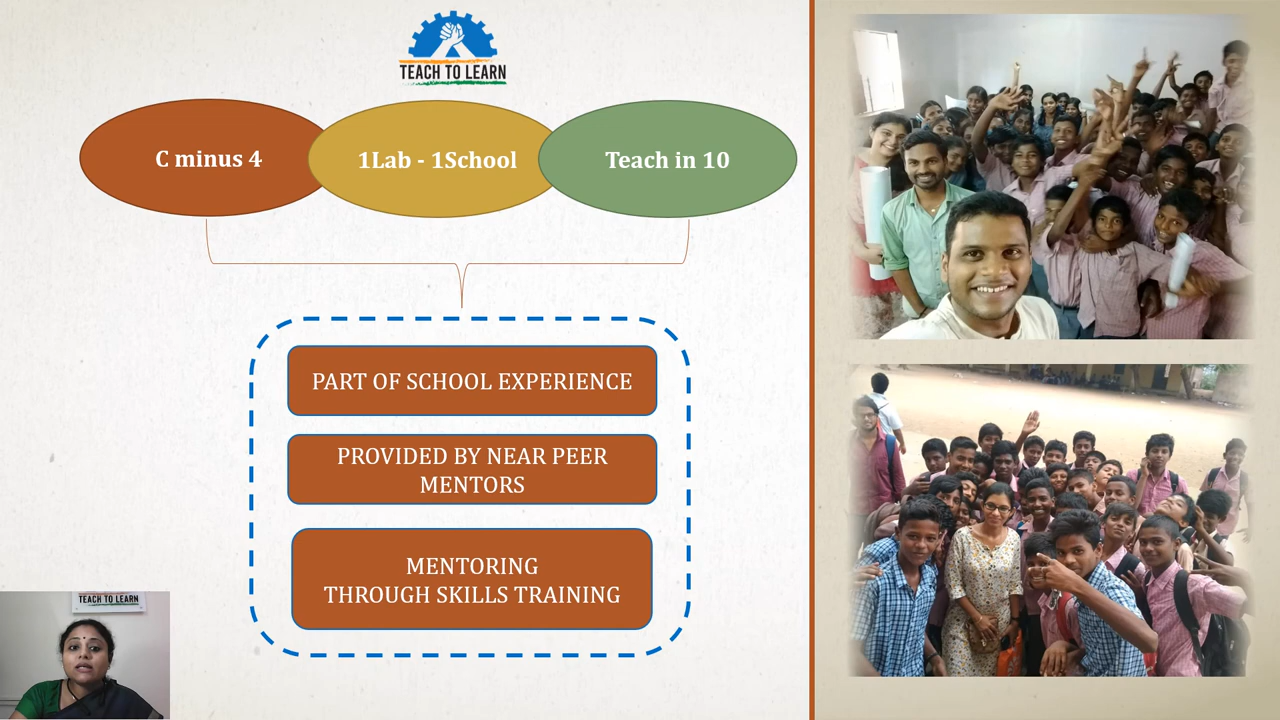 TEACH TO LEARN
C minus 4
1Lab - 1School
Teach in 10
PART OF SCHOOL EXPERIENCE
PROVIDED BY NEAR PEER
MENTORS
MENTORING
THROUGH SKILLS TRAINING
TEACH TO LEARN